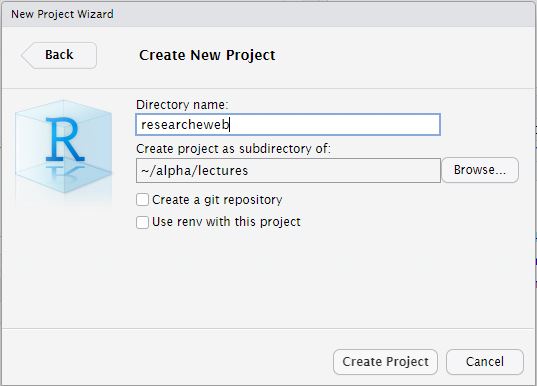 New Project Wizard
Back
Create New Project
R
Directory name:
researcheweb
Create project as subdirectory of:
~/alpha/lectures
Browse...
Create a git repository
Use renv with this project
Create Project
Cancel